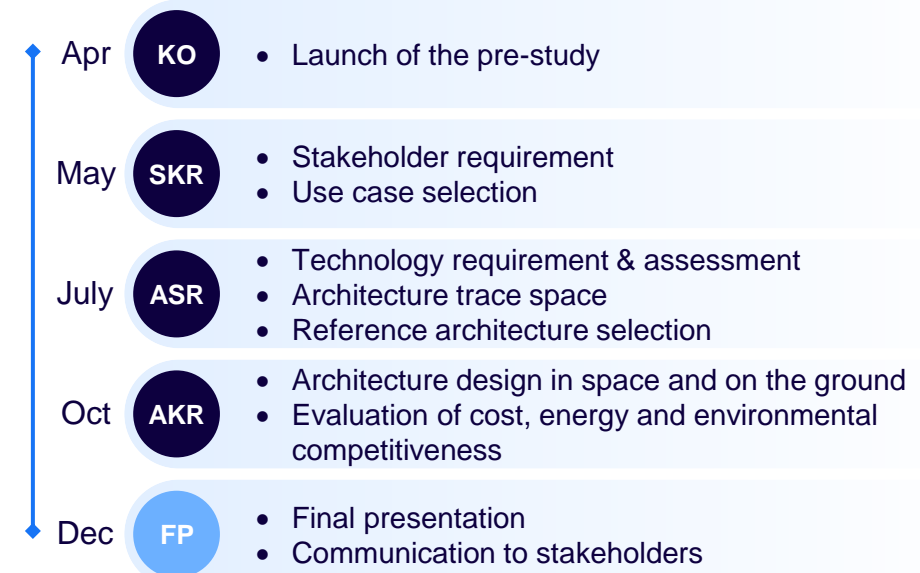 Apr KO • Launch of the pre-study
May SKR • Stakeholder requirement
• Use case selection
July ASR • Technology requirement & assessment
• Architecture trace space
• Reference architecture selection
Oct AKR • Architecture design in space and on the ground
• Evaluation of cost, energy and environmental
competitiveness
Dec FP • Final presentation
• Communication to stakeholders